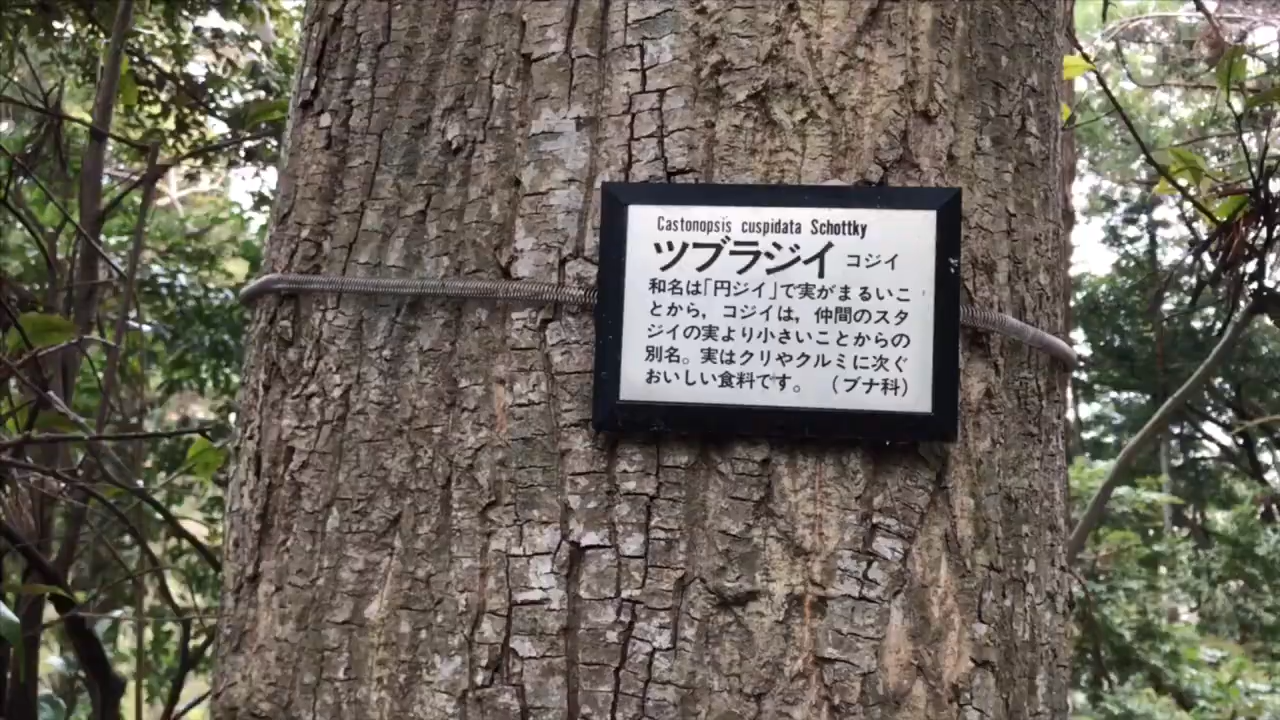 Castonopsis cuspidata Schottky
ツブラジイ コジイ
和名は「円ジイ」で実がまるいこ
とから，コジイは，仲間のスタ
ジイの実より小さいことからの
別名。実はクリやクルミに次ぐ
おいしい食料です。（ブナ科）